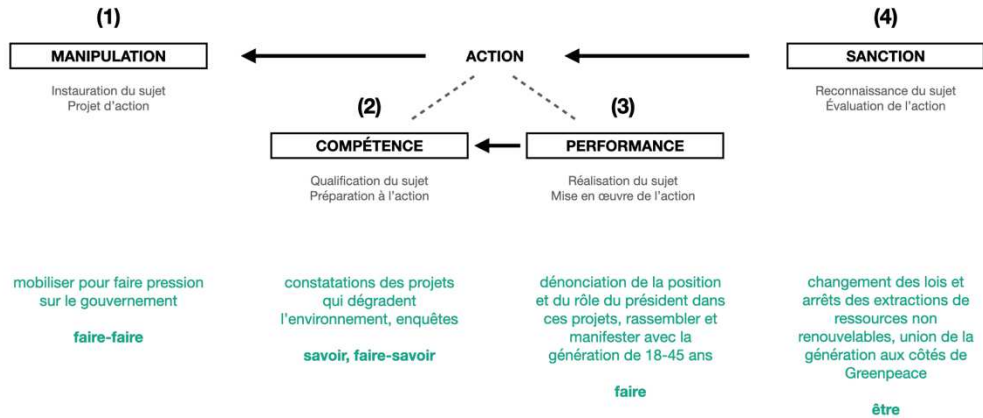 (1)
(4)
MANIPULATION
ACTION
SANCTION
Instauration du sujet
Projet d'action
Reconnaissance du sujet
Évaluation de l'action
(2)
(3)
COMPÉTENCE
PERFORMANCE
Qualification du sujet
Préparation à l'action
Réalisation du sujet
Mise en œuvre de l'action
mobiliser pour faire pression
sur le gouvernement
faire-faire
constatations des projets
qui dégradent
l'environnement, enquêtes
savoir, faire-savoir
dénonciation de la position
et du rôle du président dans
ces projets, rassembler et
manifester avec la
génération de 18-45 ans
faire
changement des lois et
arrêts des extractions de
ressources non
renouvelables, union de la
génération aux côtés de
Greenpeace
être